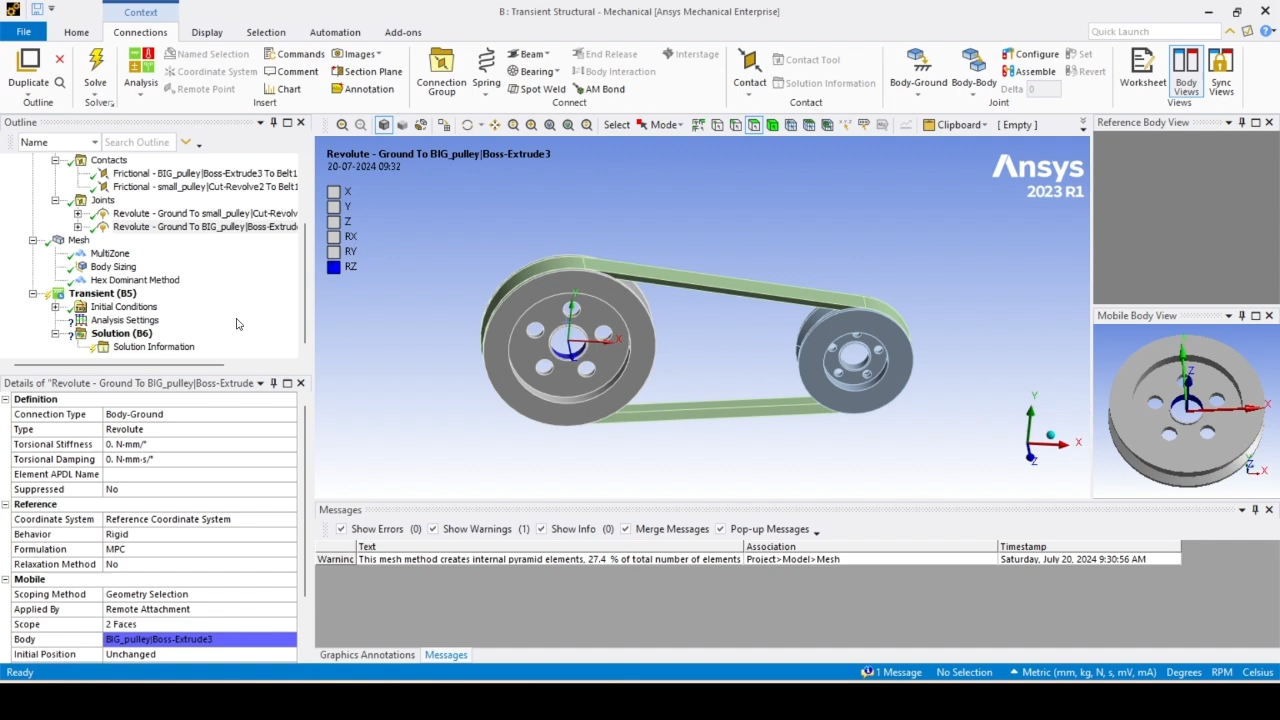 Context
B : Transient Structural - Mechanical [Ansys Mechanical Enterprise]
File Home Connections Display Selection Automation Add-ons Quick Launch
Duplicate
Outline
Solve
Solver
Analysis
Named Selection Commands Images
Coordinate System Comment Section Plane
Remote Point Chart Annotation
Insert
Connection Group
Spring
Beam End Release Interstage
Bearing Body Interaction
Spot Weld AM Bond
Connect
Contact
Contact Tool
Solution Information
Contact
Body-Ground Body-Body
Configure Set
Assemble Revert
Delta 0
Joint
Worksheet
Body Views
Sync Views
Views
Outline
Name Search Outline
Select Mode Clipboard [ Empty ]
Contacts
Frictional - BIG_pulley|Boss-Extrude3 To Belt1
Frictional - small_pulley|Cut-Revolve2 To Belt1
Joints
Revolute - Ground To small_pulley|Cut-Revolv
Revolute - Ground To BIG_pulley|Boss-Extrude
Mesh
MultiZone
Body Sizing
Hex Dominant Method
Transient (B5)
Initial Conditions
Analysis Settings
Solution (B6)
Solution Information
Details of "Revolute - Ground To BIG_pulley|Boss-Extrude
Definition
Connection Type Body-Ground
Type Revolute
Torsional Stiffness 0. N·mm/°
Torsional Damping 0. N·mm·s/°
Element APDL Name
Suppressed No
Reference
Coordinate System Reference Coordinate System
Behavior Rigid
Formulation MPC
Relaxation Method No
Mobile
Scoping Method Geometry Selection
Applied By Remote Attachment
Scope 2 Faces
Body BIG_pulley|Boss-Extrude3
Initial Position Unchanged
Revolute - Ground To BIG_pulley|Boss-Extrude3
20-07-2024 09:32
X
Y
Z
RX
RY
RZ
Ansys
2023 R1
Y
X
Y
X
Z
Reference Body View
Mobile Body View
Y
Z
X
Y
Z
X
Messages
Show Errors (0) Show Warnings (1) Show Info (0) Merge Messages Pop-up Messages
Text Association Timestamp
Warninc This mesh method creates internal pyramid elements, 27.4 % of total number of elements Project>Model>Mesh Saturday, July 20, 2024 9:30:56 AM
Graphics Annotations Messages
Ready 1 Message No Selection Metric (mm, kg, N, s, mV, mA) Degrees RPM Celsius